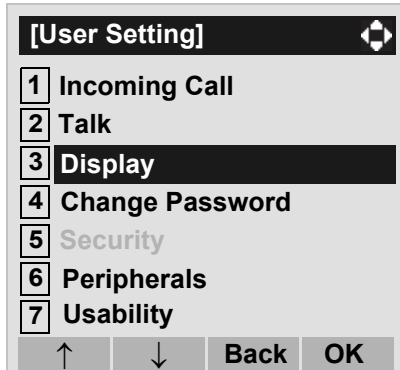 [User Setting]
1 Incoming Call
2 Talk
3 Display
4 Change Password
5 Security
6 Peripherals
7 Usability
↑ ↓ Back OK